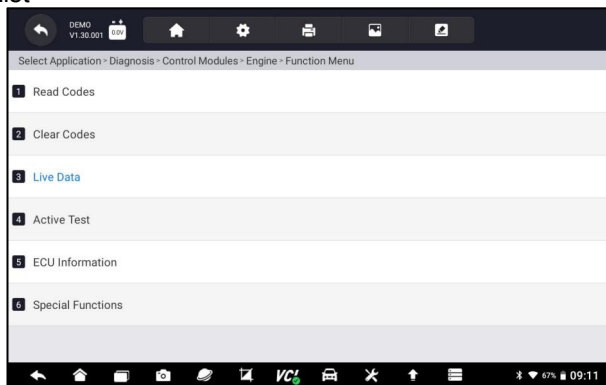 DEMO
V1.30.001
0.0V
Select Application > Diagnosis > Control Modules > Engine > Function Menu
1 Read Codes
2 Clear Codes
3 Live Data
4 Active Test
5 ECU Information
6 Special Functions
VCI
67% 09:11